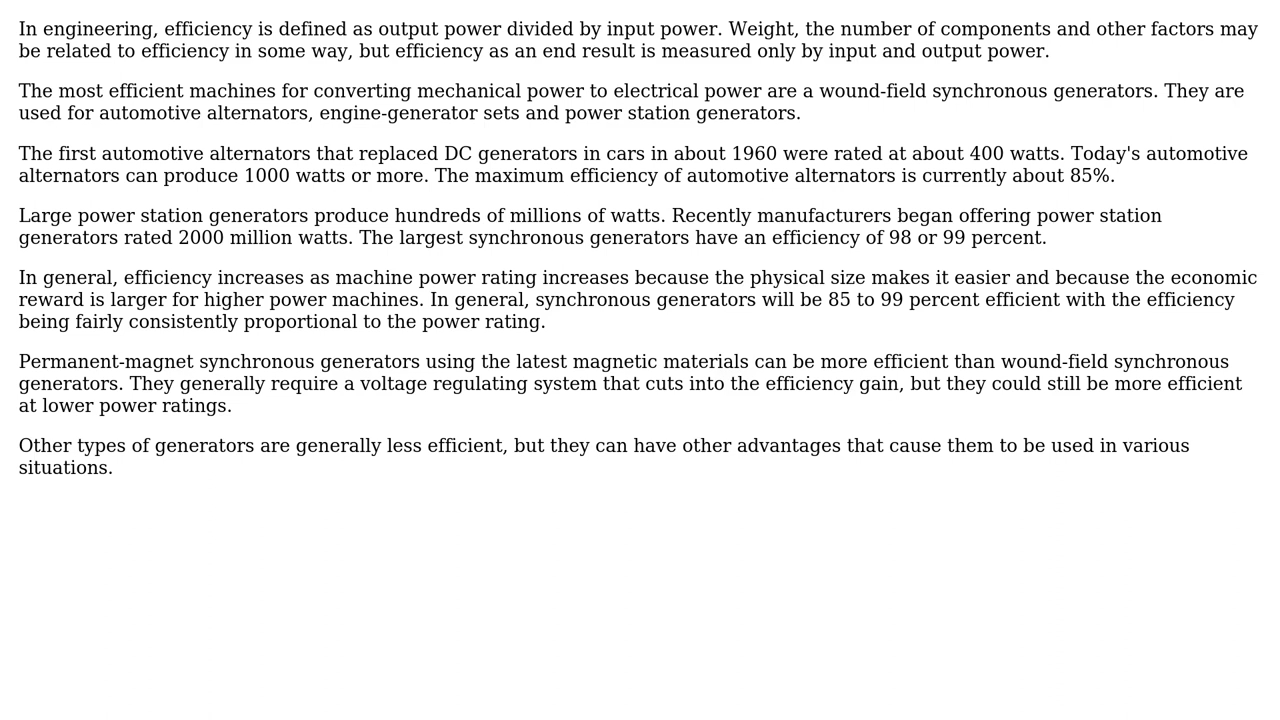 In engineering, efficiency is defined as output power divided by input power. Weight, the number of components and other factors may
be related to efficiency in some way, but efficiency as an end result is measured only by input and output power.
The most efficient machines for converting mechanical power to electrical power are a wound-field synchronous generators. They are
used for automotive alternators, engine-generator sets and power station generators.
The first automotive alternators that replaced DC generators in cars in about 1960 were rated at about 400 watts. Today's automotive
alternators can produce 1000 watts or more. The maximum efficiency of automotive alternators is currently about 85%.
Large power station generators produce hundreds of millions of watts. Recently manufacturers began offering power station
generators rated 2000 million watts. The largest synchronous generators have an efficiency of 98 or 99 percent.
In general, efficiency increases as machine power rating increases because the physical size makes it easier and because the economic
reward is larger for higher power machines. In general, synchronous generators will be 85 to 99 percent efficient with the efficiency
being fairly consistently proportional to the power rating.
Permanent-magnet synchronous generators using the latest magnetic materials can be more efficient than wound-field synchronous
generators. They generally require a voltage regulating system that cuts into the efficiency gain, but they could still be more efficient
at lower power ratings.
Other types of generators are generally less efficient, but they can have other advantages that cause them to be used in various
situations.